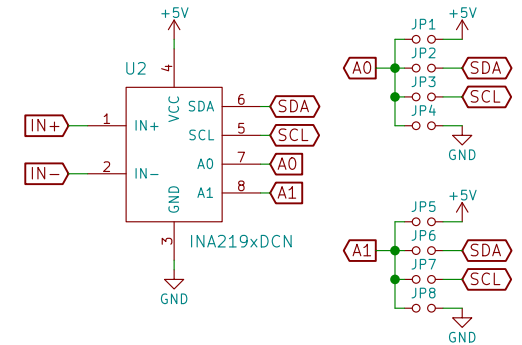 +5V
U2
4
VCC
IN+
1
IN+
IN-
2
IN-
SDA
6
SDA
SCL
5
SCL
A0
7
A0
A1
8
A1
GND
3
INA219xDCN
GND
JP1
+5V
A0
JP2
SDA
JP3
SCL
JP4
GND
JP5
+5V
A1
JP6
SDA
JP7
SCL
JP8
GND